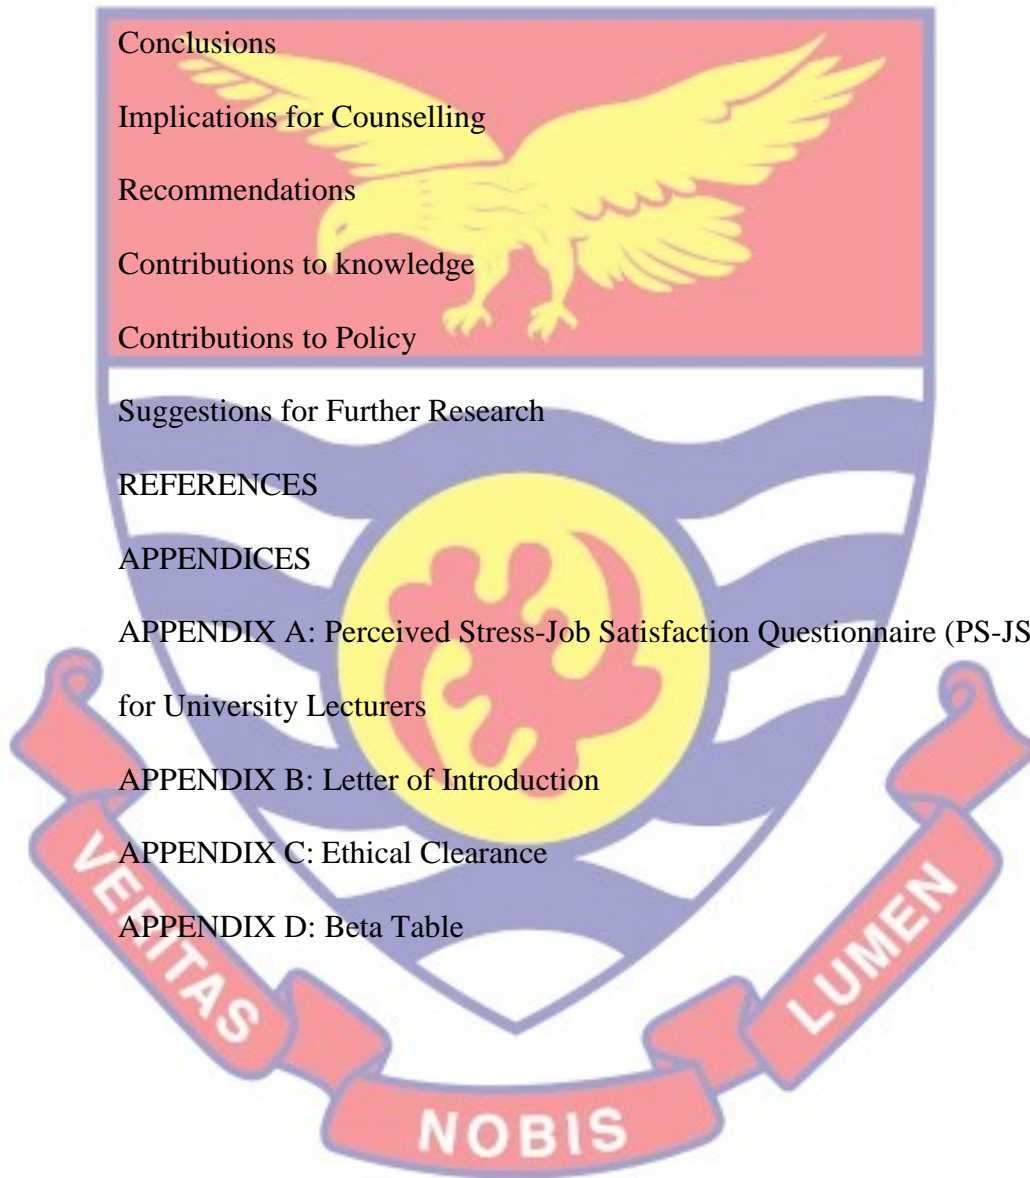 Conclusions
Implications for Counselling
Recommendations
Contributions to knowledge
Contributions to Policy
Suggestions for Further Research
REFERENCES
APPENDICES
APPENDIX A: Perceived Stress-Job Satisfaction Questionnaire (PS-JS
for University Lecturers
APPENDIX B: Letter of Introduction
APPENDIX C: Ethical Clearance
APPENDIX D: Beta Table
VERITAS
NOBIS
LUMEN